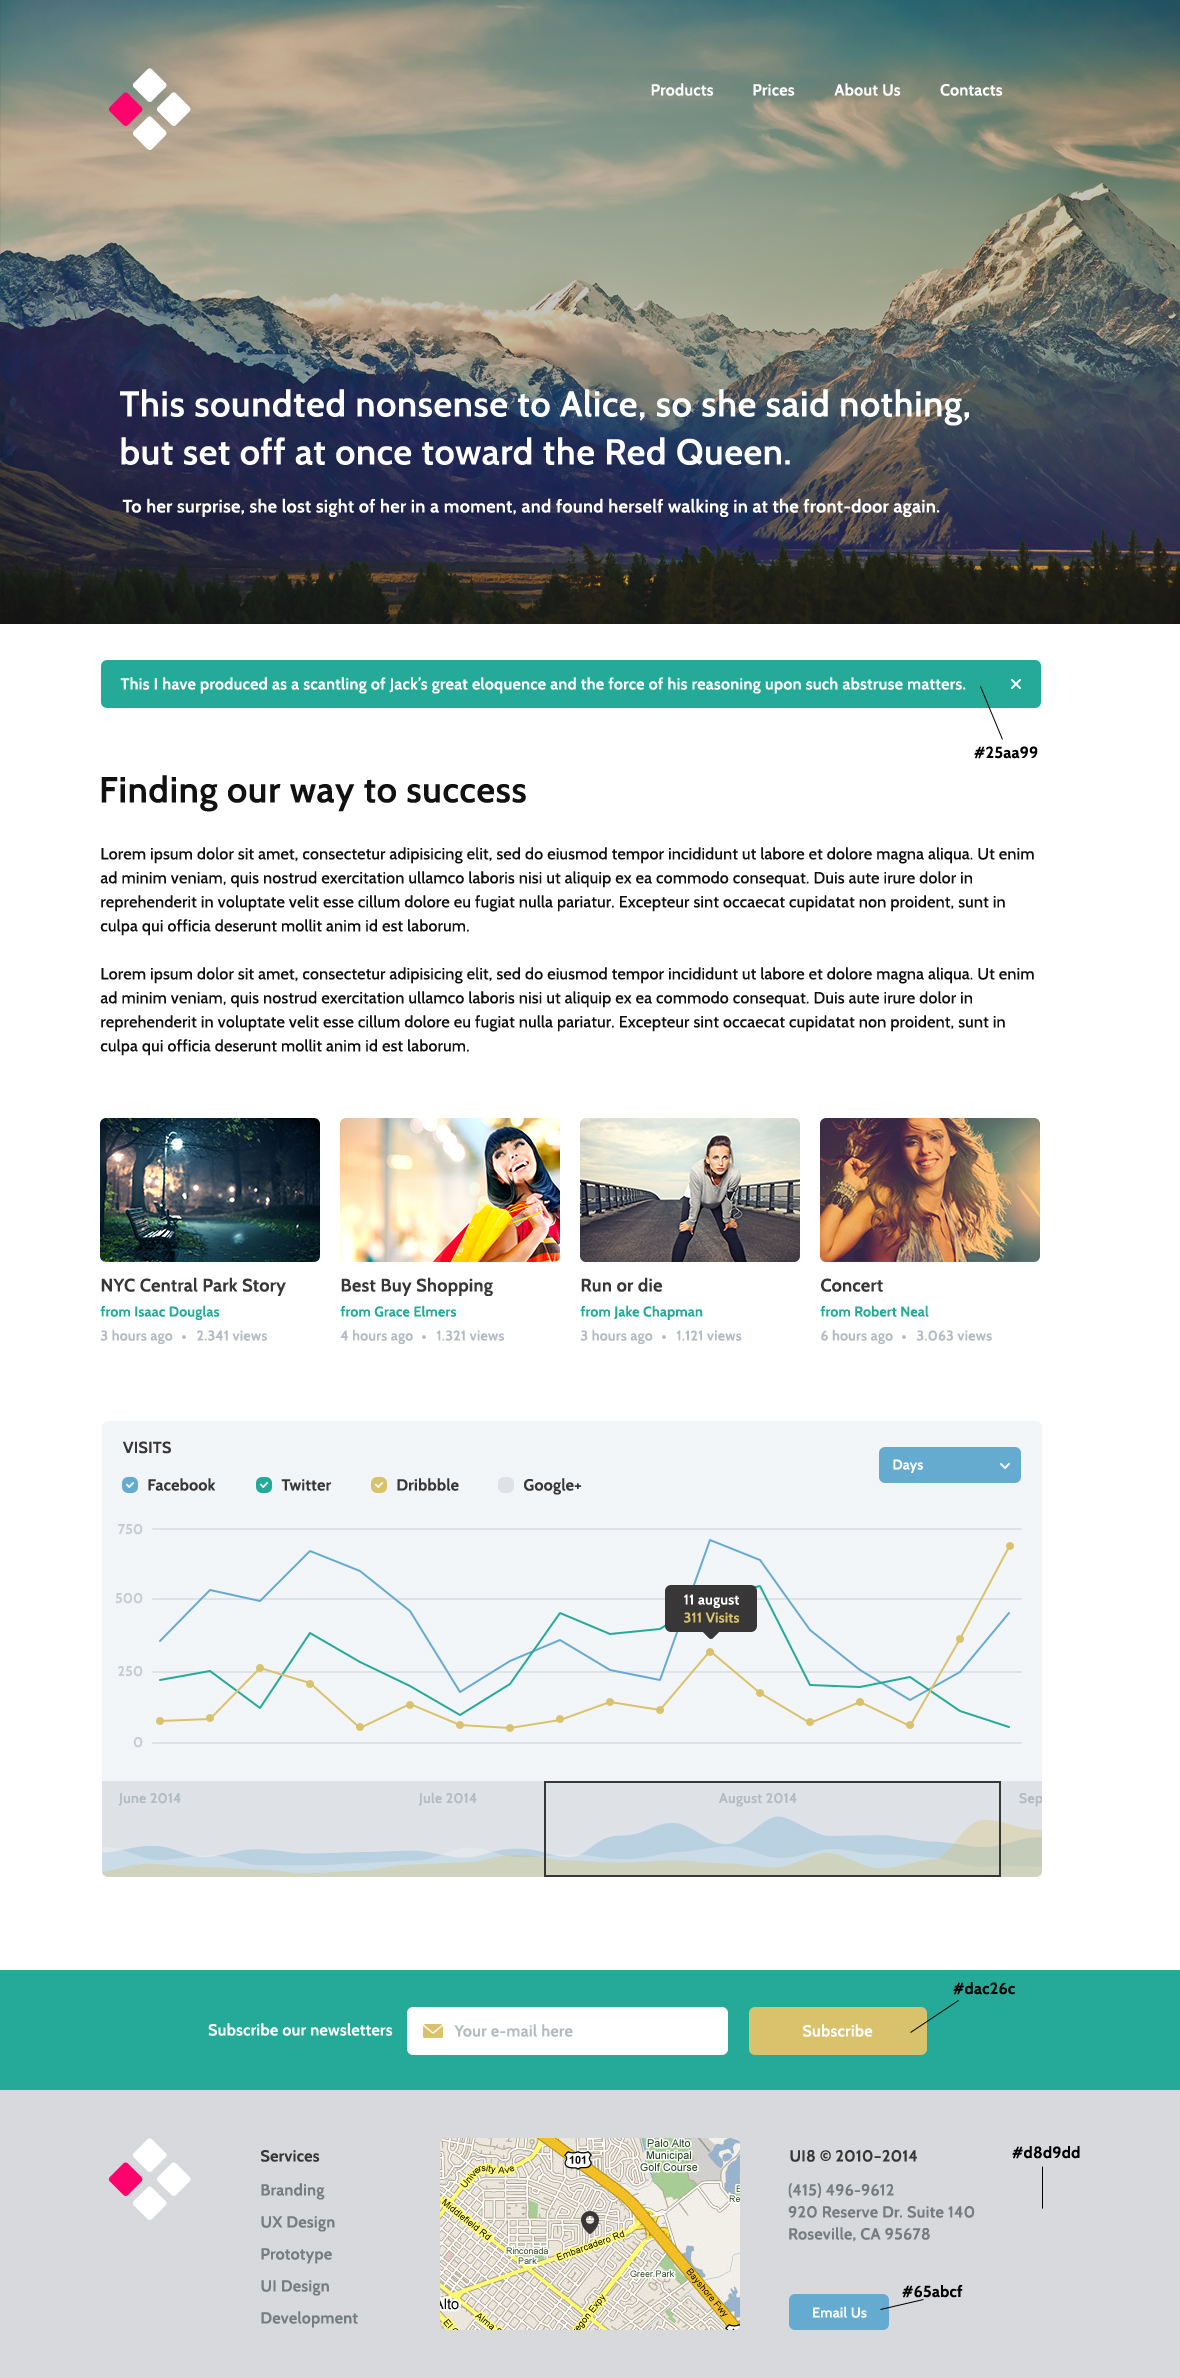 Products Prices About Us Contacts
This soundted nonsense to Alice, so she said nothing,
but set off at once toward the Red Queen.
To her surprise, she lost sight of her in a moment, and found herself walking in at the front-door again.
This I have produced as a scantling of Jack's great eloquence and the force of his reasoning upon such abstruse matters.
#25aa99
Finding our way to success
Lorem ipsum dolor sit amet, consectetur adipisicing elit, sed do eiusmod tempor incididunt ut labore et dolore magna aliqua. Ut enim
ad minim veniam, quis nostrud exercitation ullamco laboris nisi ut aliquip ex ea commodo consequat. Duis aute irure dolor in
reprehenderit in voluptate velit esse cillum dolore eu fugiat nulla pariatur. Excepteur sint occaecat cupidatat non proident, sunt in
culpa qui officia deserunt mollit anim id est laborum.
Lorem ipsum dolor sit amet, consectetur adipisicing elit, sed do eiusmod tempor incididunt ut labore et dolore magna aliqua. Ut enim
ad minim veniam, quis nostrud exercitation ullamco laboris nisi ut aliquip ex ea commodo consequat. Duis aute irure dolor in
reprehenderit in voluptate velit esse cillum dolore eu fugiat nulla pariatur. Excepteur sint occaecat cupidatat non proident, sunt in
culpa qui officia deserunt mollit anim id est laborum.
NYC Central Park Story
from Isaac Douglas
3 hours ago • 2.341 views
Best Buy Shopping
from Grace Elmers
4 hours ago • 1.321 views
Run or die
from Jake Chapman
3 hours ago • 1.121 views
Concert
from Robert Neal
6 hours ago • 3.063 views
VISITS
Days
Facebook Twitter Dribbble Google+
750
500
250
0
11 august
311 Visits
June 2014 Jule 2014 August 2014 Sep
#dac26c
Subscribe our newsletters
Your e-mail here
Subscribe
Services
Branding
UX Design
Prototype
UI Design
Development
101
Palo Alto
Municipal
Golf Course
University Ave
Middlefield Rd
Rinconada
Park
Embarcadero Rd
Greer Park
Bayshore Fwy
Alto
Alma
El C
egon Expy
E
Re
UI8 © 2010–2014
(415) 496-9612
920 Reserve Dr. Suite 140
Roseville, CA 95678
#d8d9dd
#65abcf
Email Us